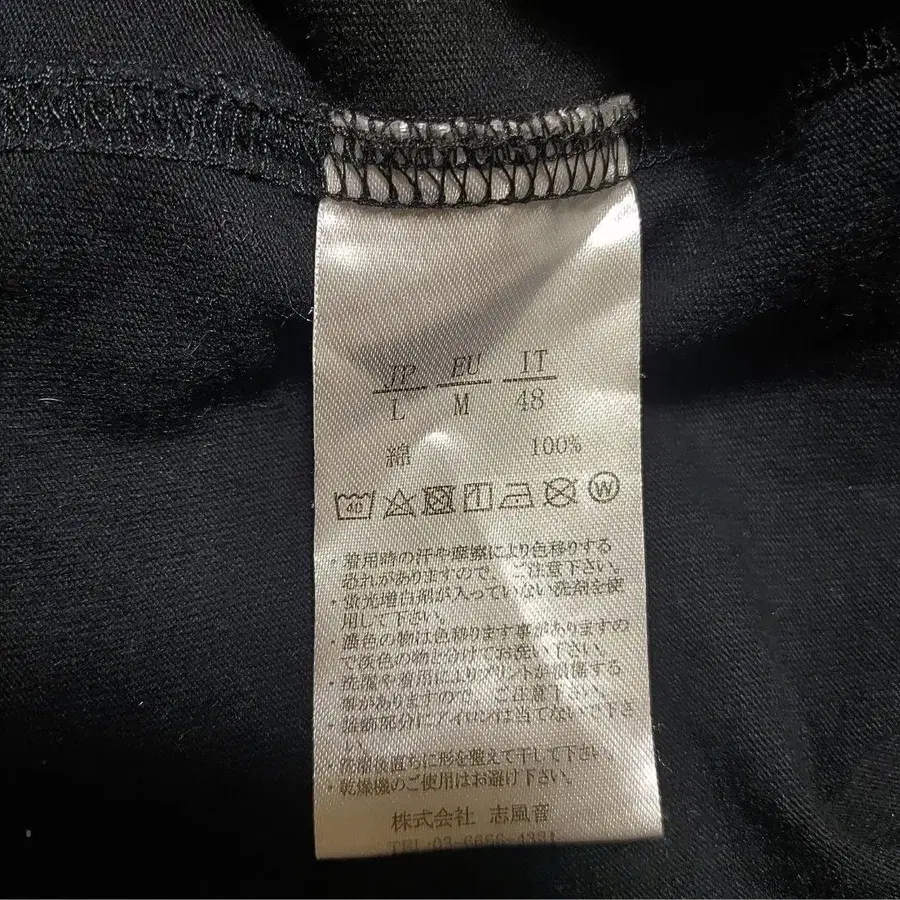 JP EU IT
L M 48
綿 100%
40 W
・着用時の汗や摩擦により色移りする
恐れがありますので、ご注意下さい。
・蛍光増白剤が入っていない洗剤を使
用して下さい。
・濃色の物は色移ります事がありますの
で淡色の物と分けてお洗い下さい。
・洗濯や着用によりプリントが損傷する
事がありますので、ご注意下さい。
・装飾部分にアイロンは当てないで下さ
い。
・洗濯後直ちに形を整えて干して下さい。
・乾燥機のご使用はお避け下さい。
株式会社 志風音
TEL 03-6666-4381